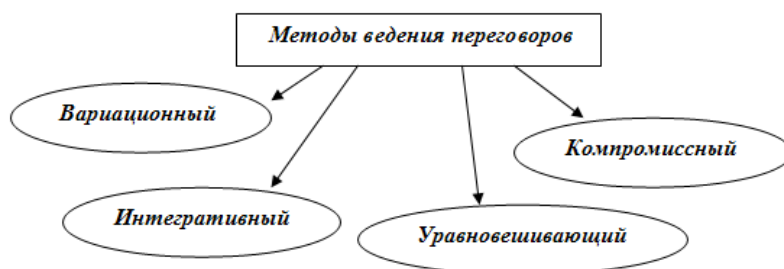 Методы ведения переговоров
Вариационный
Компромиссный
Интегративный
Уравновешивающий